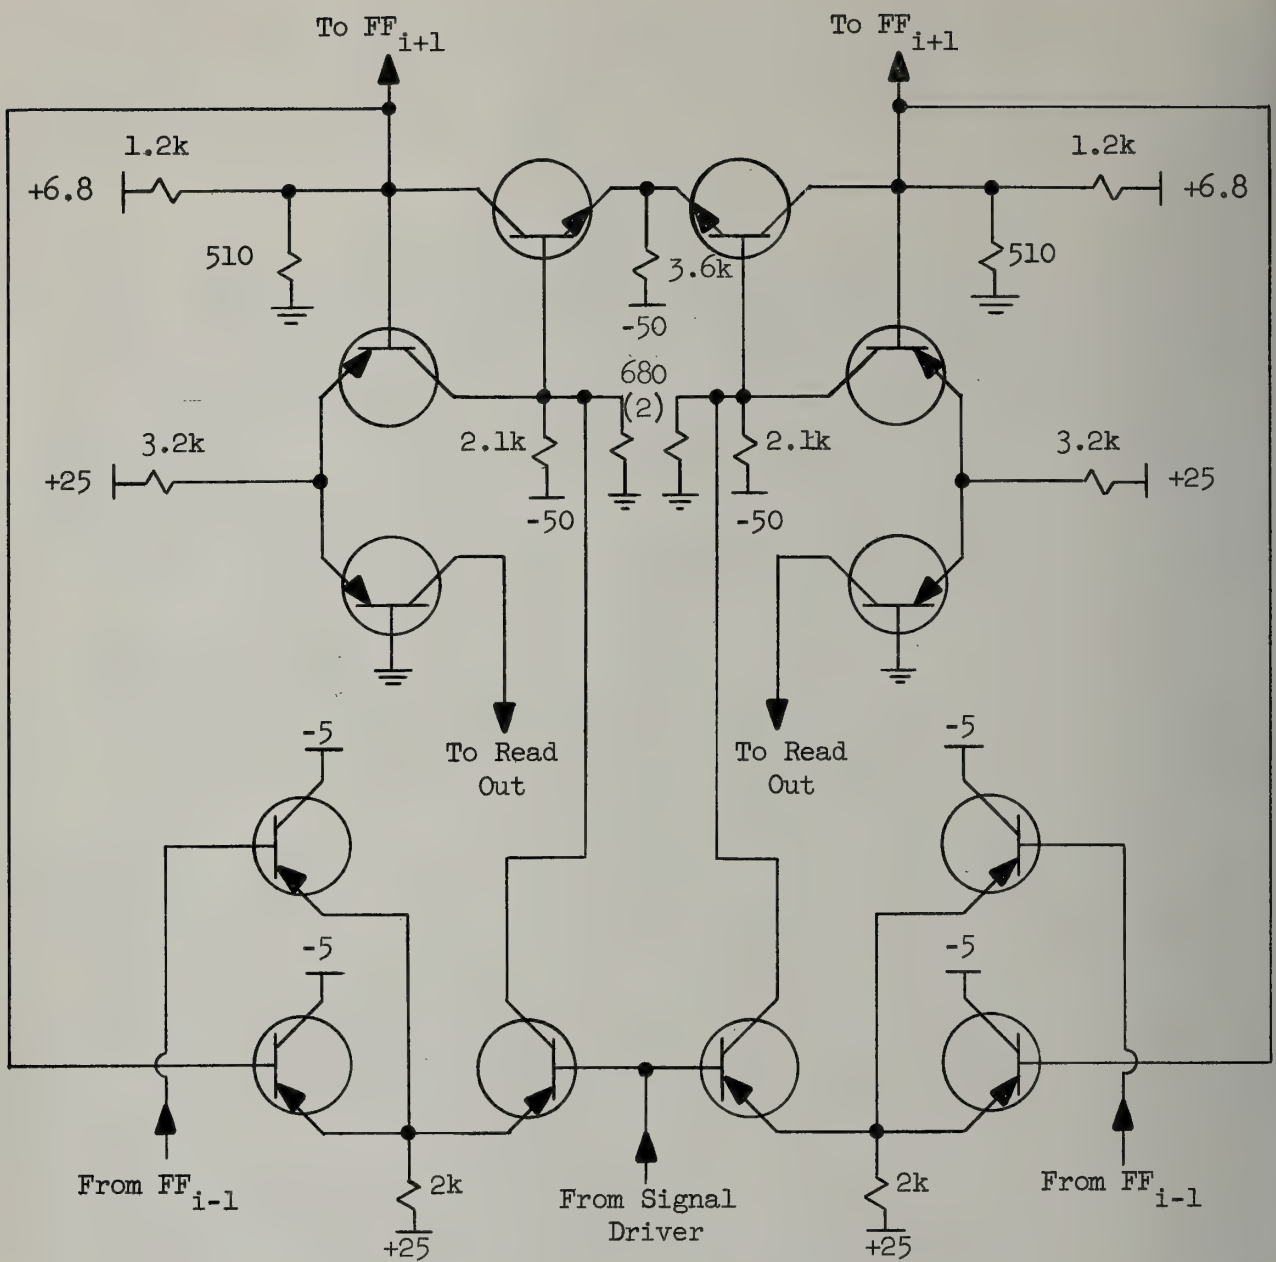 To FF i+1
To FF i+1
1.2k
1.2k
+6.8
+6.8
510
3.6k
510
-50
680
(2)
3.2k
2.1k
2.1k
3.2k
+25
+25
-50
-50
To Read
Out
To Read
Out
-5
-5
-5
-5
From FF i-1
2k
From Signal
Driver
2k
From FF i-1
+25
+25